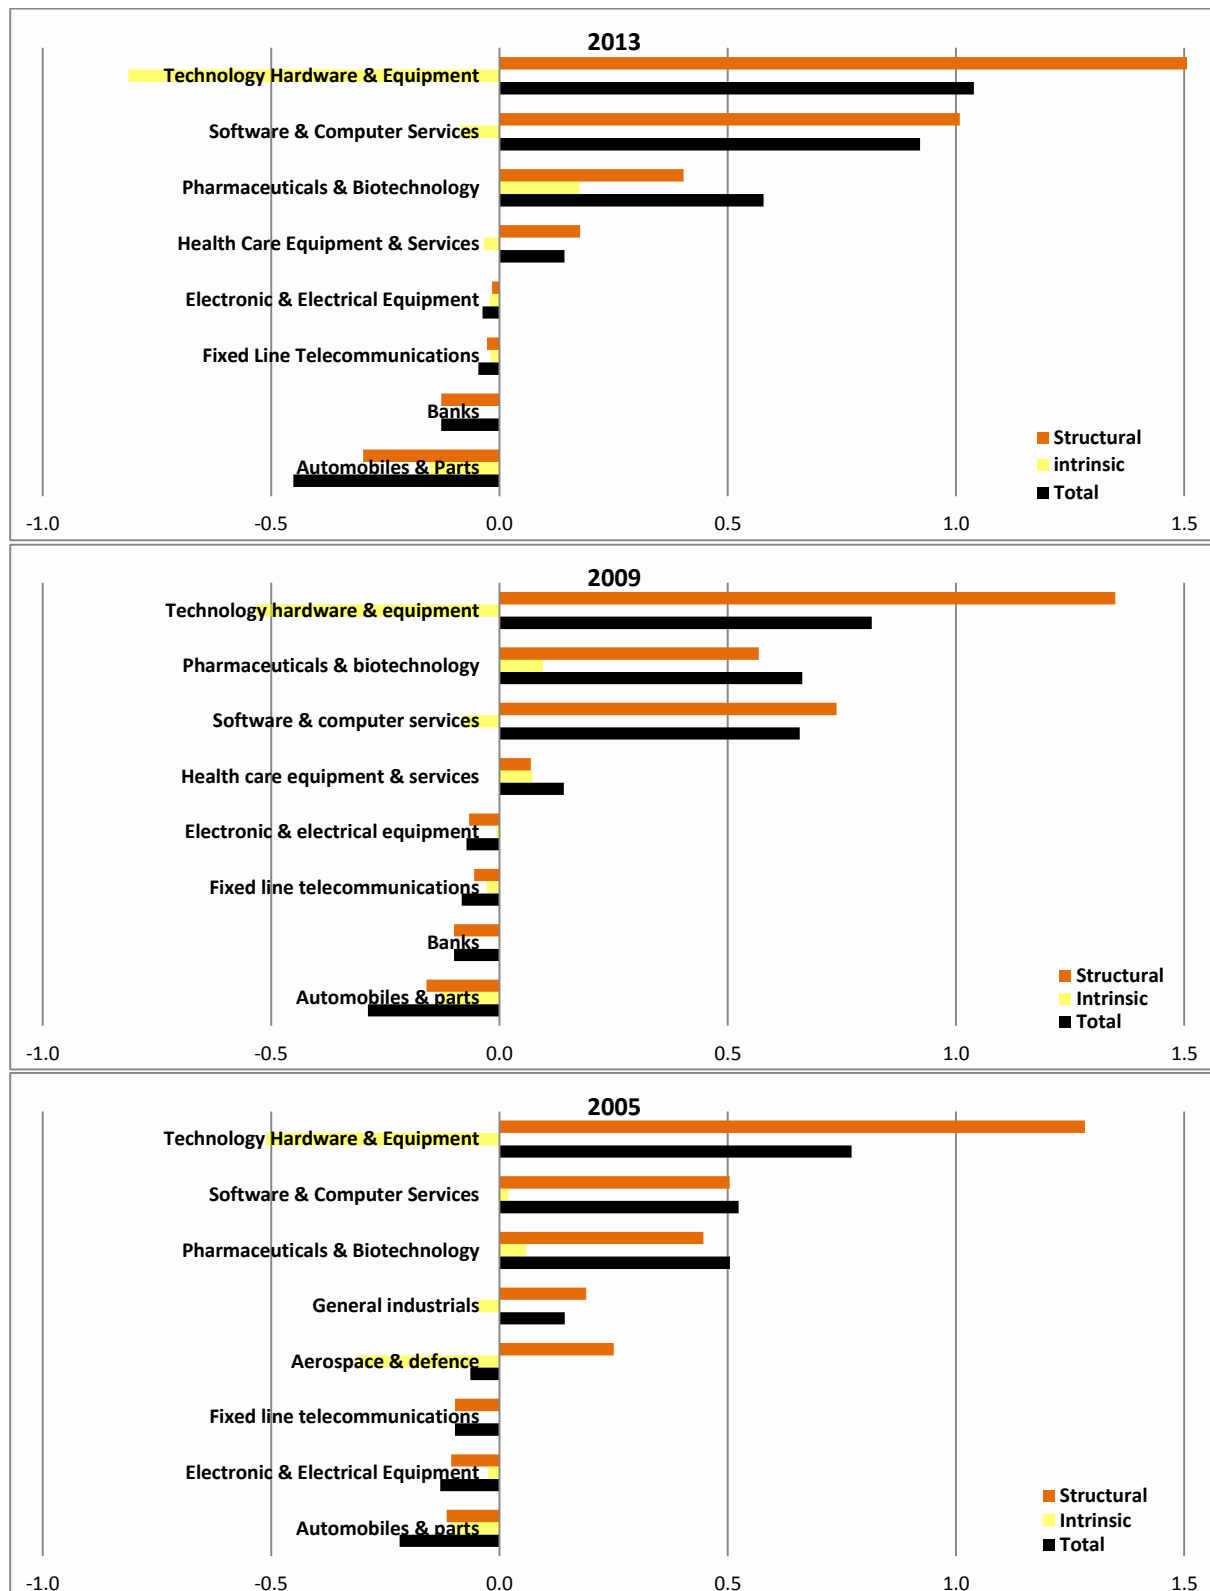 2013
Technology Hardware & Equipment
Software & Computer Services
Pharmaceuticals & Biotechnology
Health Care Equipment & Services
Electronic & Electrical Equipment
Fixed Line Telecommunications
Banks
Automobiles & Parts
Structural
intrinsic
Total
-1.0 -0.5 0.0 0.5 1.0 1.5
2009
Technology hardware & equipment
Pharmaceuticals & biotechnology
Software & computer services
Health care equipment & services
Electronic & electrical equipment
Fixed line telecommunications
Banks
Automobiles & parts
Structural
Intrinsic
Total
-1.0 -0.5 0.0 0.5 1.0 1.5
2005
Technology Hardware & Equipment
Software & Computer Services
Pharmaceuticals & Biotechnology
General industrials
Aerospace & defence
Fixed line telecommunications
Electronic & Electrical Equipment
Automobiles & parts
Structural
Intrinsic
Total
-1.0 -0.5 0.0 0.5 1.0 1.5